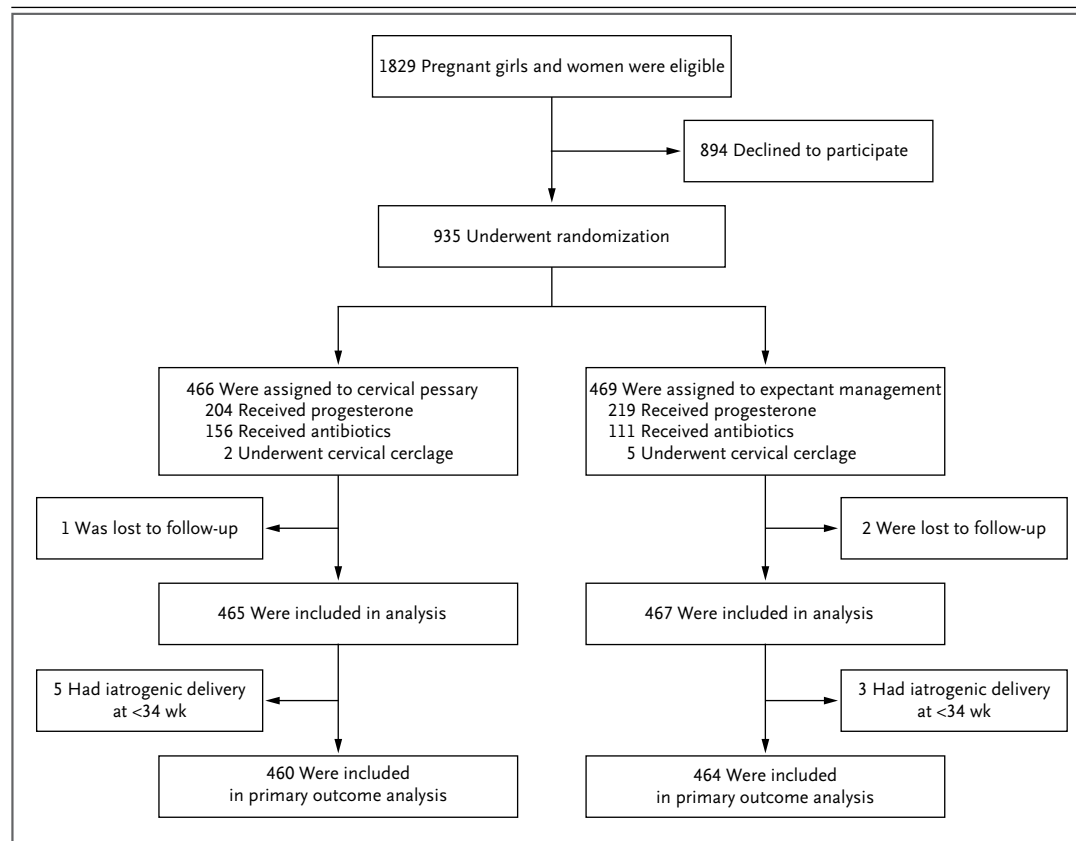 1829 Pregnant girls and women were eligible
894 Declined to participate
935 Underwent randomization
466 Were assigned to cervical pessary
204 Received progesterone
156 Received antibiotics
2 Underwent cervical cerclage
469 Were assigned to expectant management
219 Received progesterone
111 Received antibiotics
5 Underwent cervical cerclage
1 Was lost to follow-up
2 Were lost to follow-up
465 Were included in analysis
467 Were included in analysis
5 Had iatrogenic delivery
at <34 wk
3 Had iatrogenic delivery
at <34 wk
460 Were included
in primary outcome analysis
464 Were included
in primary outcome analysis